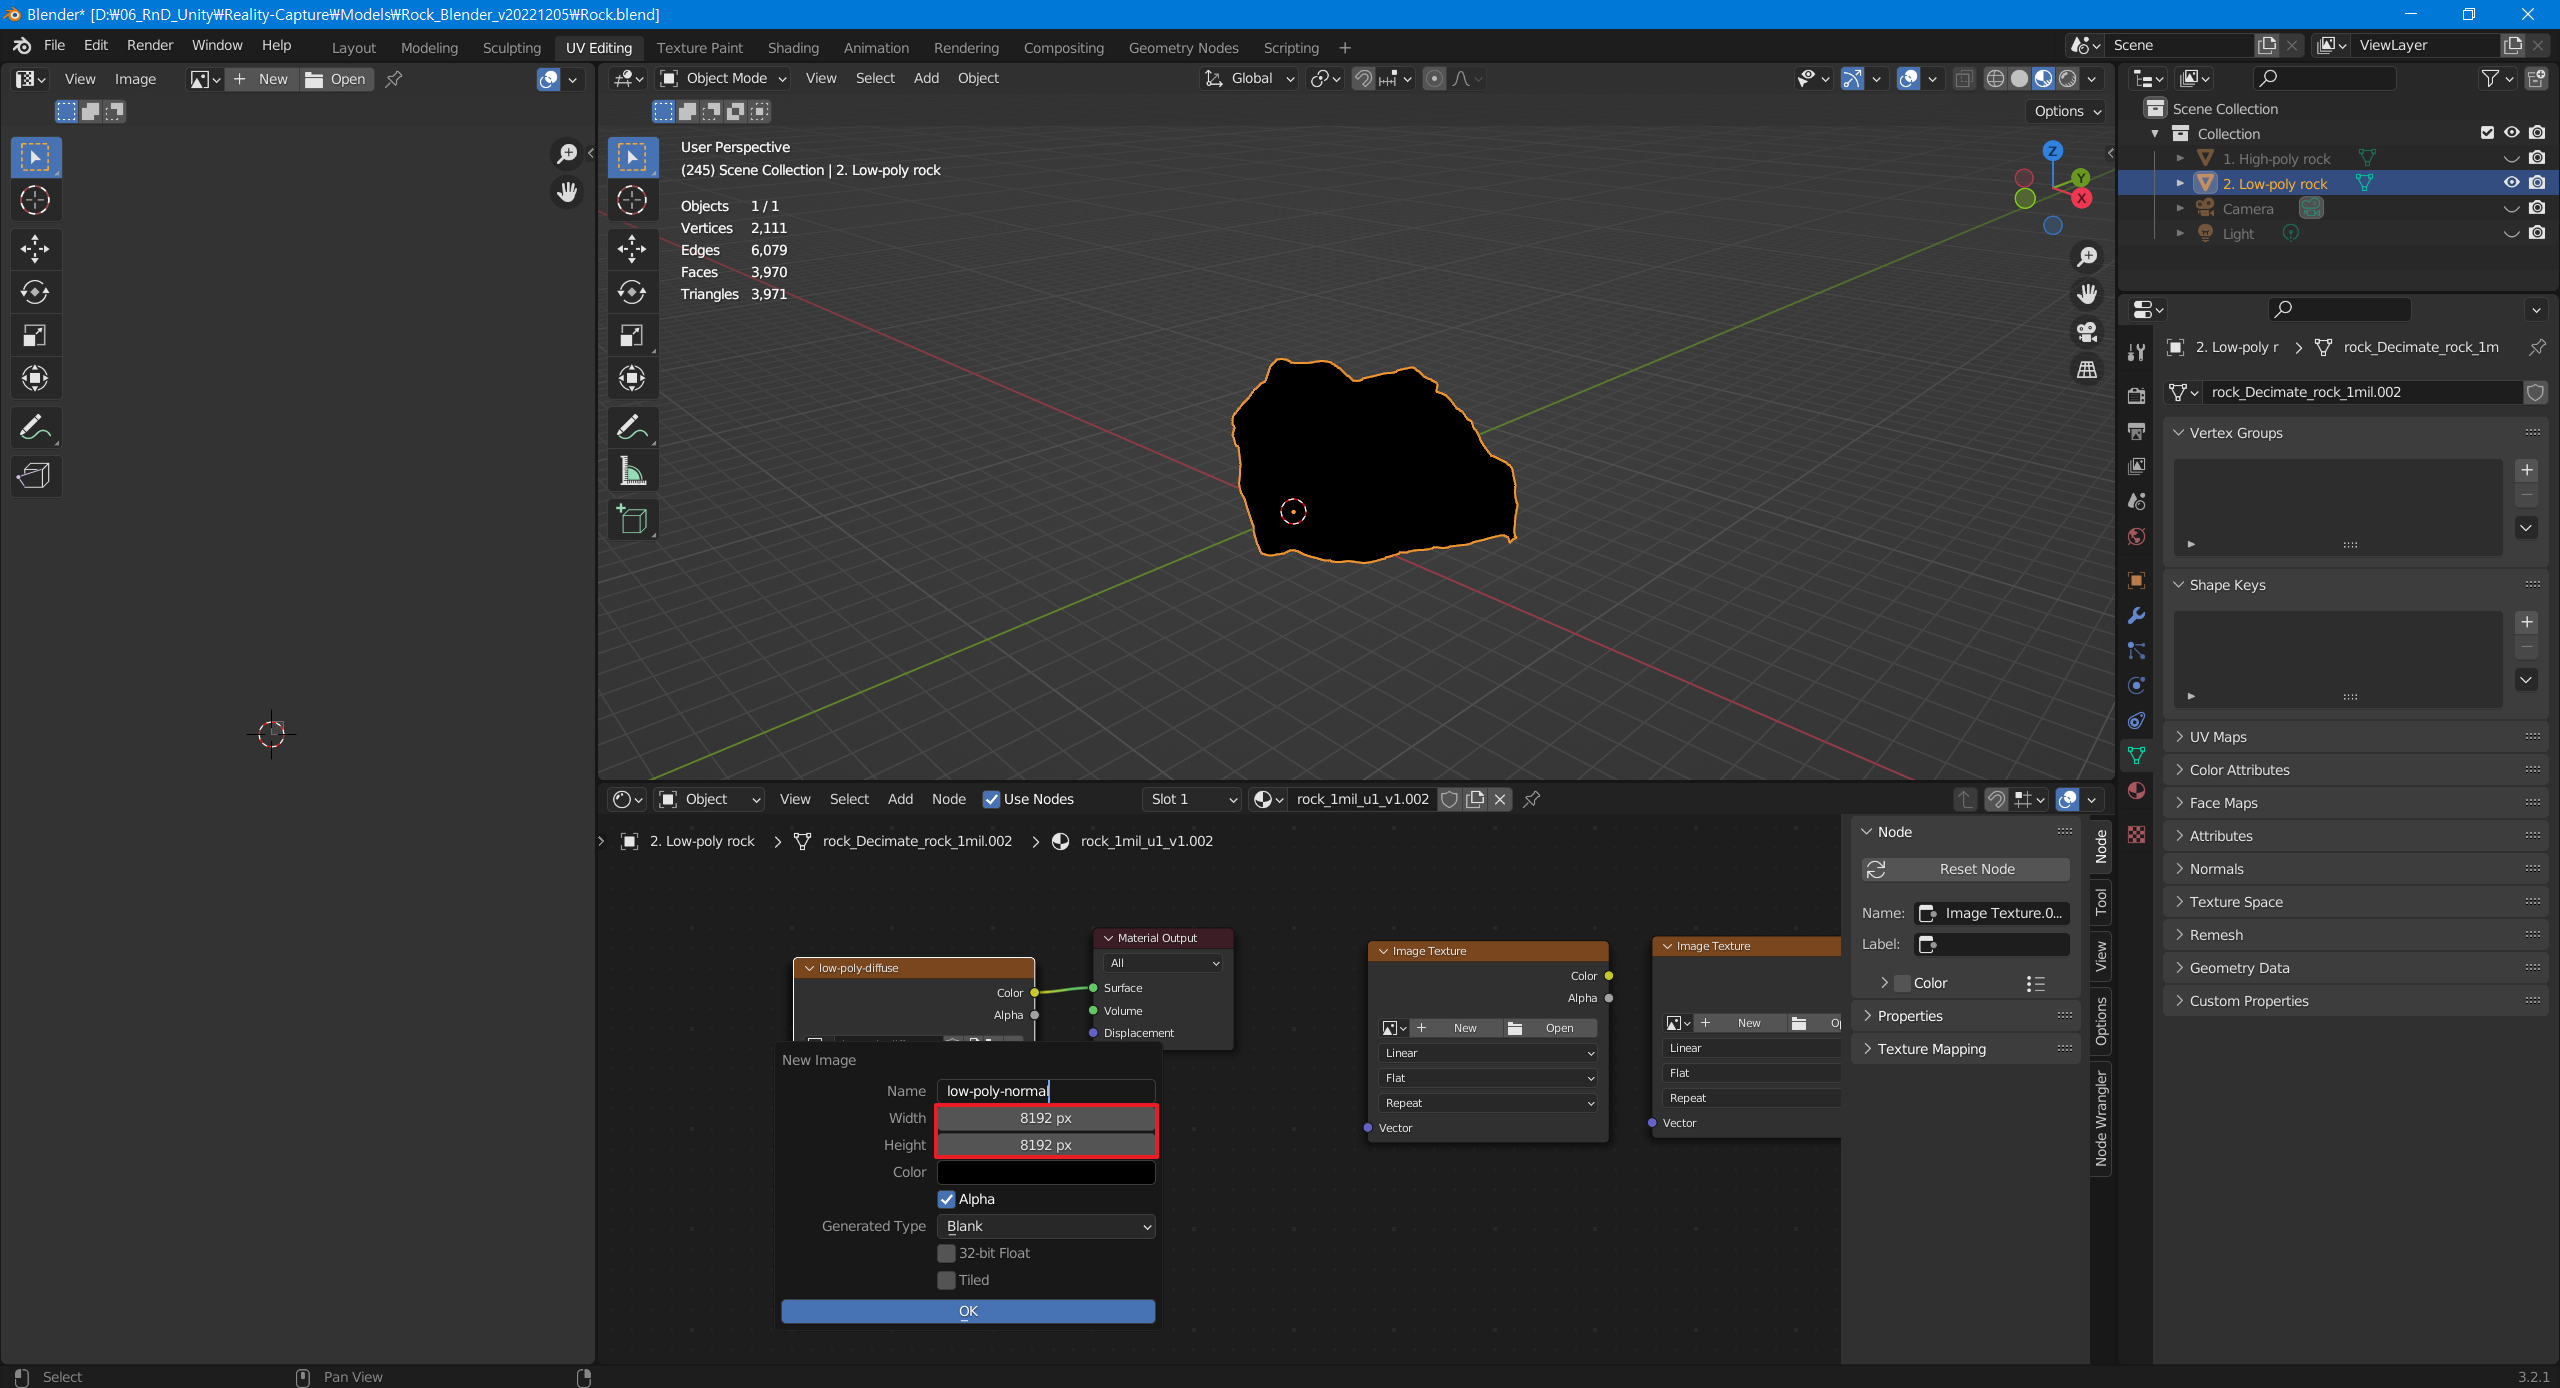 Blender* [D:₩06_RnD_Unity₩Reality-Capture₩Models₩Rock_Blender_v20221205₩Rock.blend]
File Edit Render Window Help Layout Modeling Sculpting UV Editing Texture Paint Shading Animation Rendering Compositing Geometry Nodes Scripting + Scene ViewLayer
View Image New Open
Object Mode View Select Add Object Global
Options
User Perspective
(245) Scene Collection | 2. Low-poly rock
Objects 1 / 1
Vertices 2,111
Edges 6,079
Faces 3,970
Triangles 3,971
Z
Y
X
Scene Collection
Collection
1. High-poly rock
2. Low-poly rock
Camera
Light
2. Low-poly r > rock_Decimate_rock_1m
rock_Decimate_rock_1mil.002
Vertex Groups
Shape Keys
UV Maps
Color Attributes
Face Maps
Attributes
Normals
Texture Space
Remesh
Geometry Data
Custom Properties
Object View Select Add Node Use Nodes Slot 1 rock_1mil_u1_v1.002
2. Low-poly rock > rock_Decimate_rock_1mil.002 > rock_1mil_u1_v1.002
low-poly-diffuse
Color
Alpha
Material Output
All
Surface
Volume
Displacement
New Image
Name low-poly-normal
Width 8192 px
Height 8192 px
Color
Alpha
Generated Type Blank
32-bit Float
Tiled
OK
Image Texture
Color
Alpha
New Open
Linear
Flat
Repeat
Vector
Image Texture
New
Linear
Flat
Repeat
Vector
Node
Reset Node
Name: Image Texture.0...
Label:
Color
Properties
Texture Mapping
Node
Tool
View
Options
Node Wrangler
Select Pan View 3.2.1